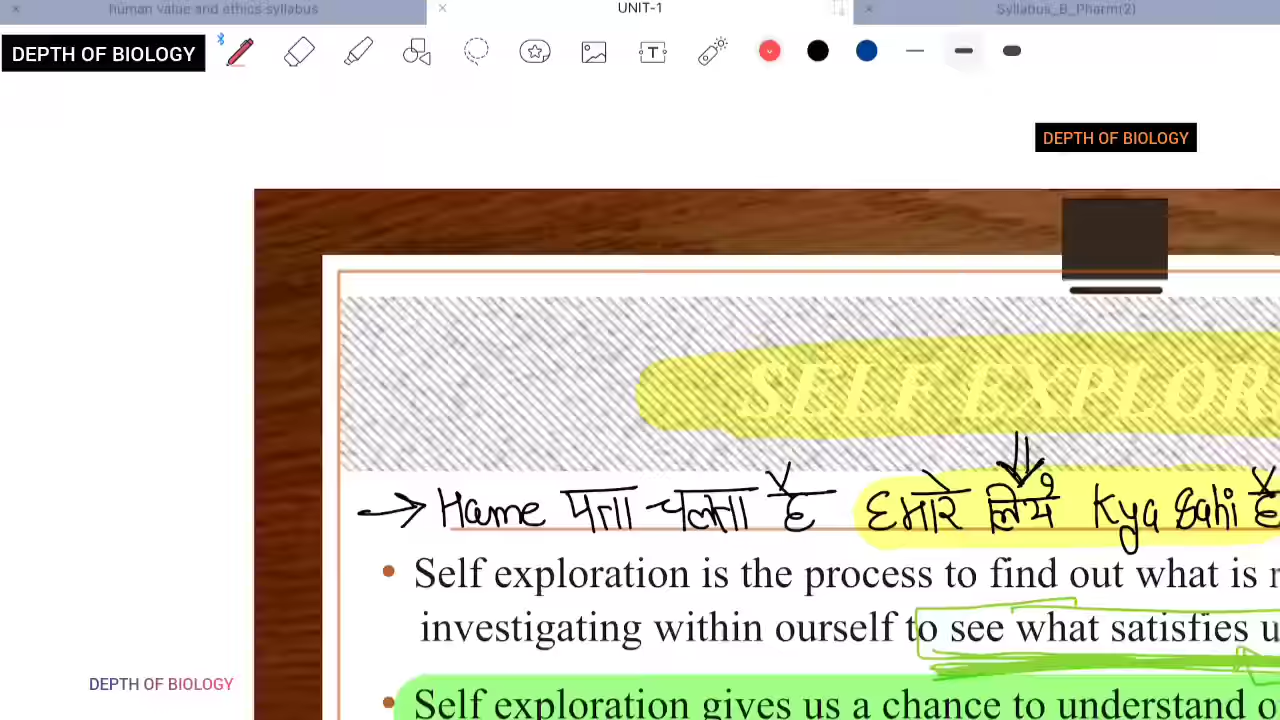 human value and ethics syllabus
UNIT-1
Syllabus_B_Pharm(2)
DEPTH OF BIOLOGY
T
DEPTH OF BIOLOGY
SELF EXPLOR
→ Hame पता चलता है हमारे लिये Kya Sahi है
• Self exploration is the process to find out what is
investigating within ourself to see what satisfies u
DEPTH OF BIOLOGY
• Self exploration gives us a chance to understand o